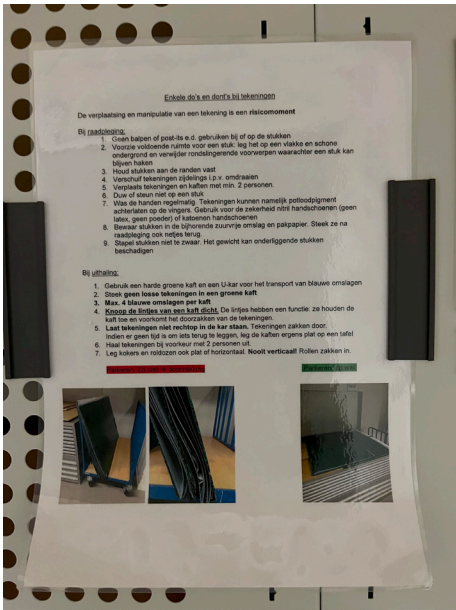 Enkele do's en dont's bij tekeningen
De verplaatsing en manipulatie van een tekening is een risicomoment
Bij raadpleging:
1. Geen balpen of post-its e.d. gebruiken bij of op de stukken
2. Voorzie voldoende ruimte voor een stuk: leg het op een vlakke en schone
ondergrond en verwijder rondslingerende voorwerpen waarachter een stuk kan
blijven haken
3. Houd stukken aan de randen vast
4. Verschuif tekeningen zijdelings i.p.v. omdraaien
5. Verplaats tekeningen en kaften met min. 2 personen.
6. Duw of steun niet op een stuk
7. Was de handen regelmatig. Tekeningen kunnen namelijk potloodpigment
achterlaten op de vingers. Gebruik voor de zekerheid nitril handschoenen (geen
latex, geen poeder) of katoenen handschoenen
8. Bewaar stukken in de bijhorende zuurvrije omslag en pakpapier. Steek ze na
raadpleging ook netjes terug.
9. Stapel stukken niet te zwaar. Het gewicht kan onderliggende stukken
beschadigen
Bij uithaling:
1. Gebruik een harde groene kaft en een U-kar voor het transport van blauwe omslagen
2. Steek geen losse tekeningen in een groene kaft
3. Max. 4 blauwe omslagen per kaft
4. Knoop de lintjes van een kaft dicht. De lintjes hebben een functie: ze houden de
kaft toe en voorkomt het doorzakken van de tekeningen.
5. Laat tekeningen niet rechtop in de kar staan. Tekeningen zakken door.
Indien er geen tijd is om iets terug te leggen, leg de kaften ergens plat op een tafel
6. Haal tekeningen bij voorkeur met 2 personen uit.
7. Leg kokers en roldozen ook plat of horizontaal. Nooit verticaal! Rollen zakken in.